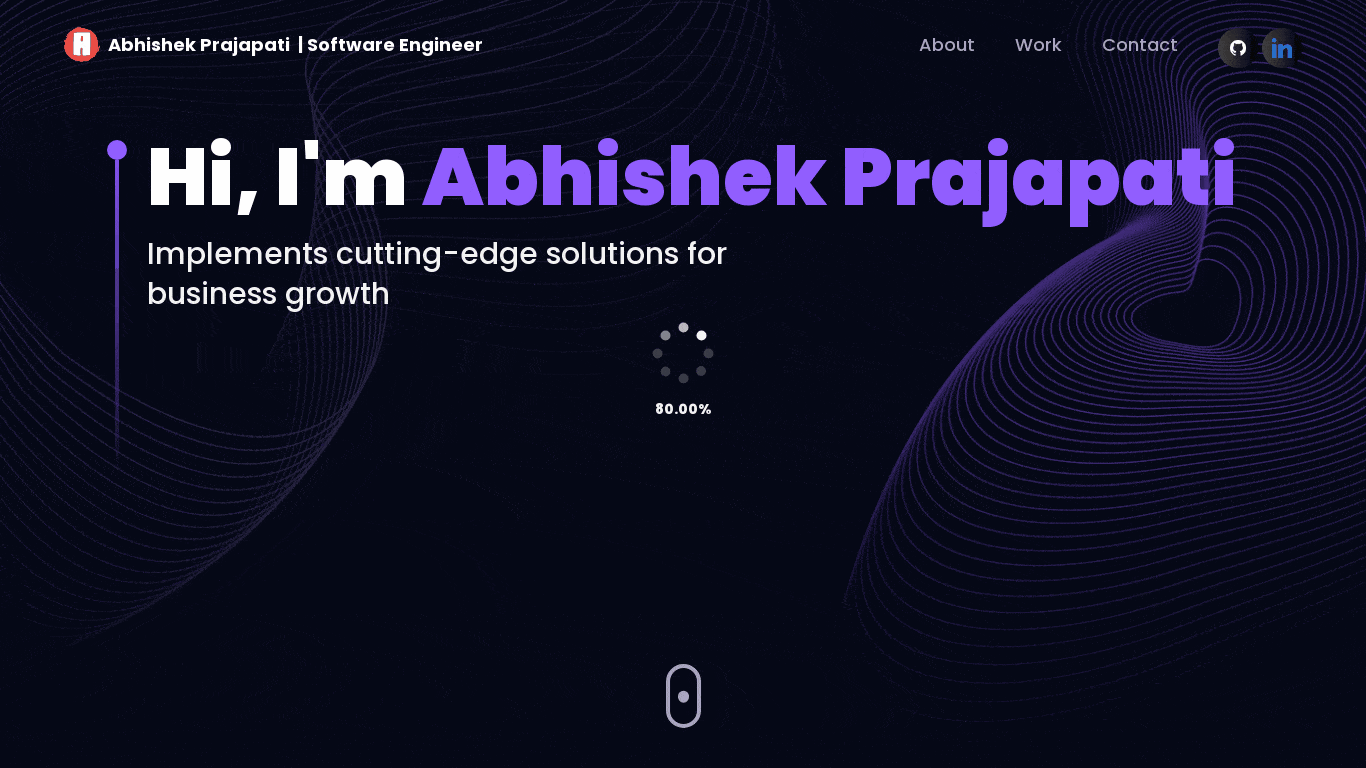 Abhishek Prajapati | Software Engineer
About Work Contact
Hi, I'm Abhishek Prajapati
Implements cutting-edge solutions for
business growth
80.00%